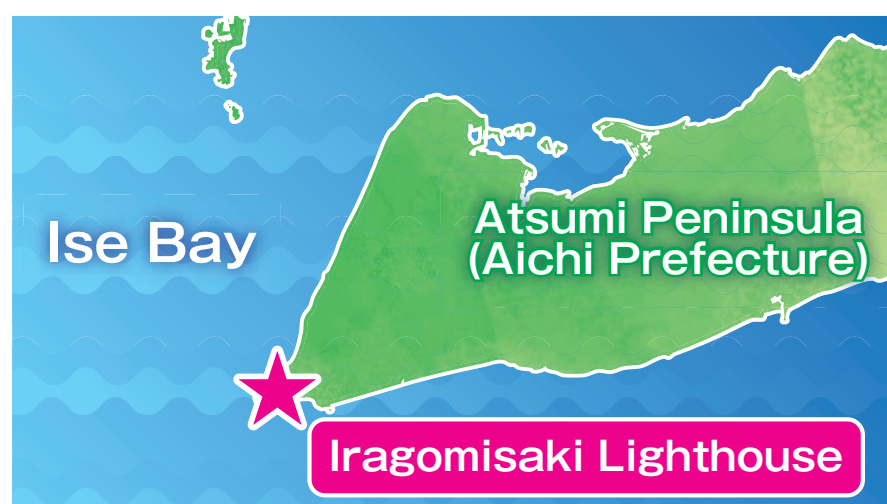 Ise Bay
Atsumi Peninsula
(Aichi Prefecture)
Iragomisaki Lighthouse